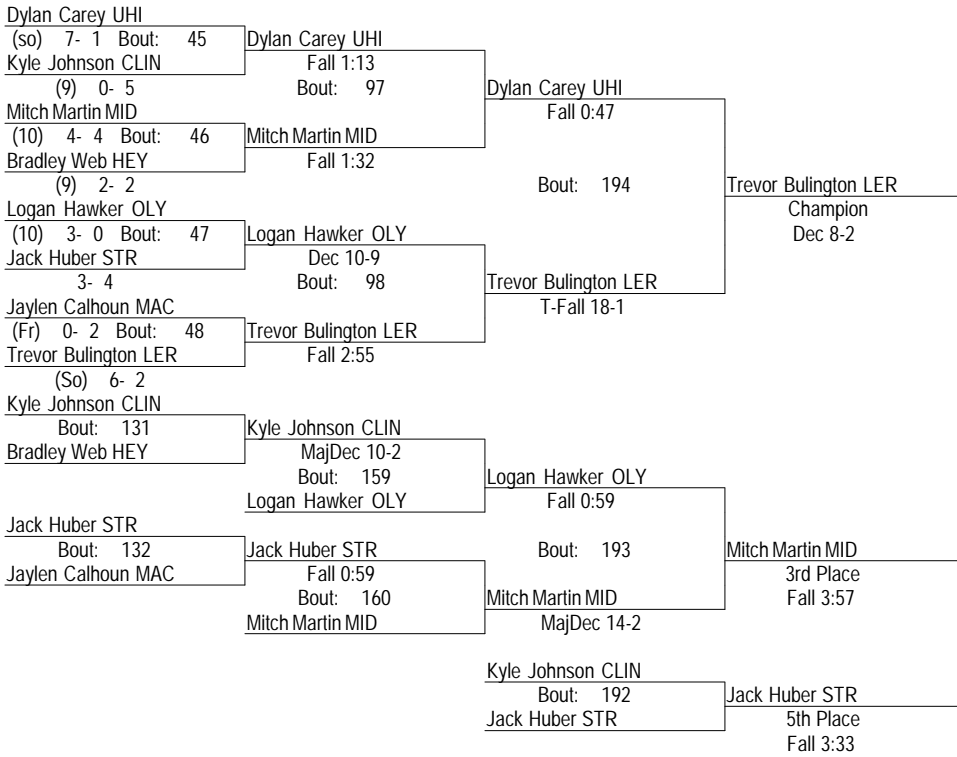 Dylan Carey UHI
(so) 7- 1 Bout: 45 Dylan Carey UHI
Kyle Johnson CLIN Fall 1:13
(9) 0- 5 Bout: 97 Dylan Carey UHI
Mitch Martin MID Fall 0:47
(10) 4- 4 Bout: 46 Mitch Martin MID
Bradley Web HEY Fall 1:32
(9) 2- 2 Bout: 194 Trevor Bulington LER
Logan Hawker OLY Champion
(10) 3- 0 Bout: 47 Logan Hawker OLY Dec 8-2
Jack Huber STR Dec 10-9
3- 4 Bout: 98 Trevor Bulington LER
Jaylen Calhoun MAC T-Fall 18-1
(Fr) 0- 2 Bout: 48 Trevor Bulington LER
Trevor Bulington LER Fall 2:55
(So) 6- 2
Kyle Johnson CLIN
Bout: 131 Kyle Johnson CLIN
Bradley Web HEY MajDec 10-2
Bout: 159 Logan Hawker OLY
Logan Hawker OLY Fall 0:59
Jack Huber STR
Bout: 132 Jack Huber STR Bout: 193 Mitch Martin MID
Jaylen Calhoun MAC Fall 0:59 3rd Place
Bout: 160 Mitch Martin MID Fall 3:57
Mitch Martin MID MajDec 14-2
Kyle Johnson CLIN
Bout: 192 Jack Huber STR
Jack Huber STR 5th Place
Fall 3:33